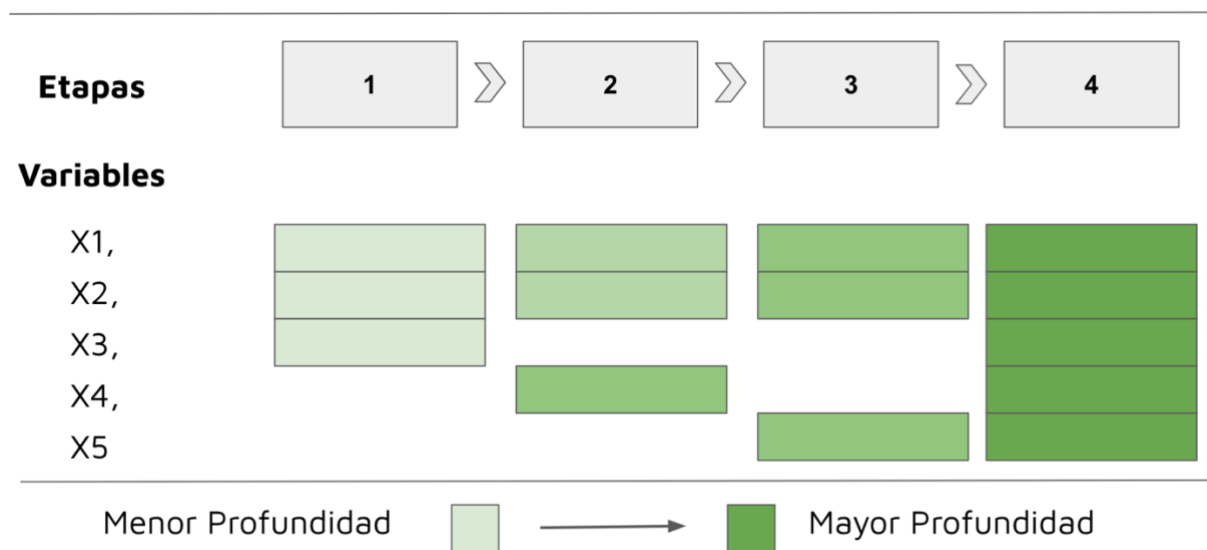 Etapas 1 2 3 4
Variables
X1,
X2,
X3,
X4,
X5
Menor Profundidad Mayor Profundidad